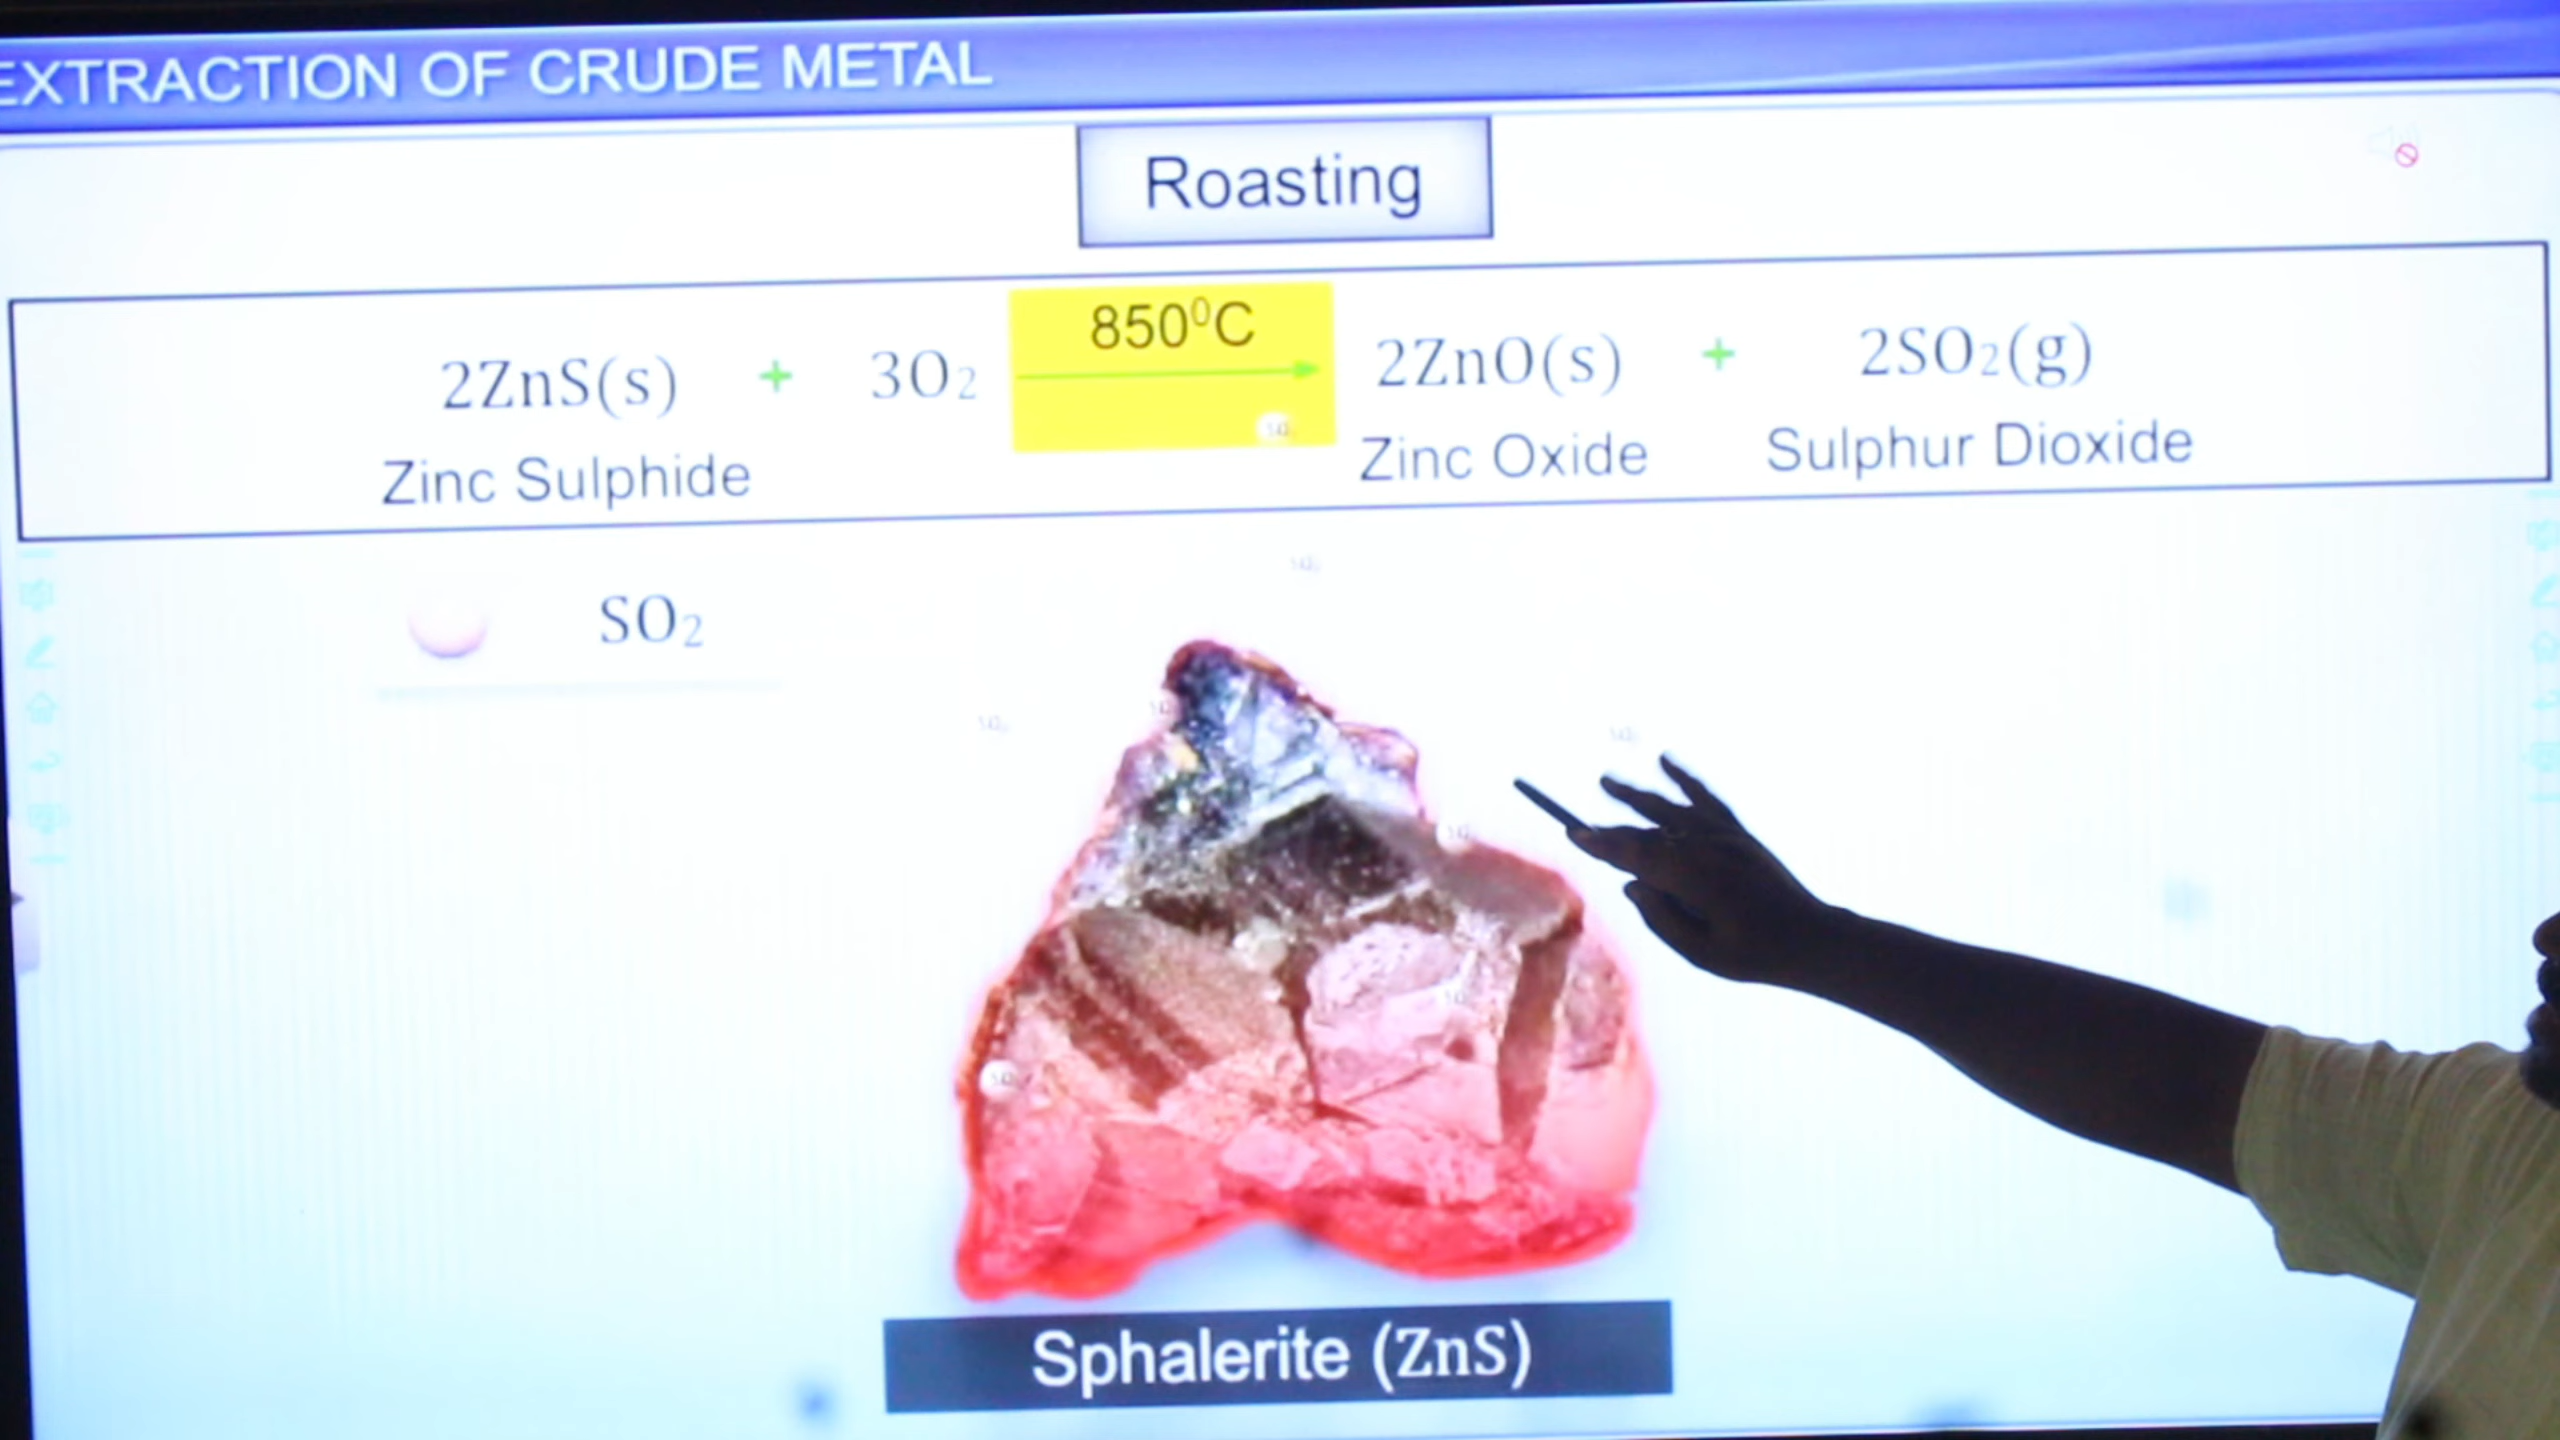 EXTRACTION OF CRUDE METAL
Roasting
850⁰C
2ZnS(s) + 3O₂ 2ZnO(s) + 2SO₂(g)
Zinc Sulphide Zinc Oxide Sulphur Dioxide
SO₂
Sphalerite (ZnS)